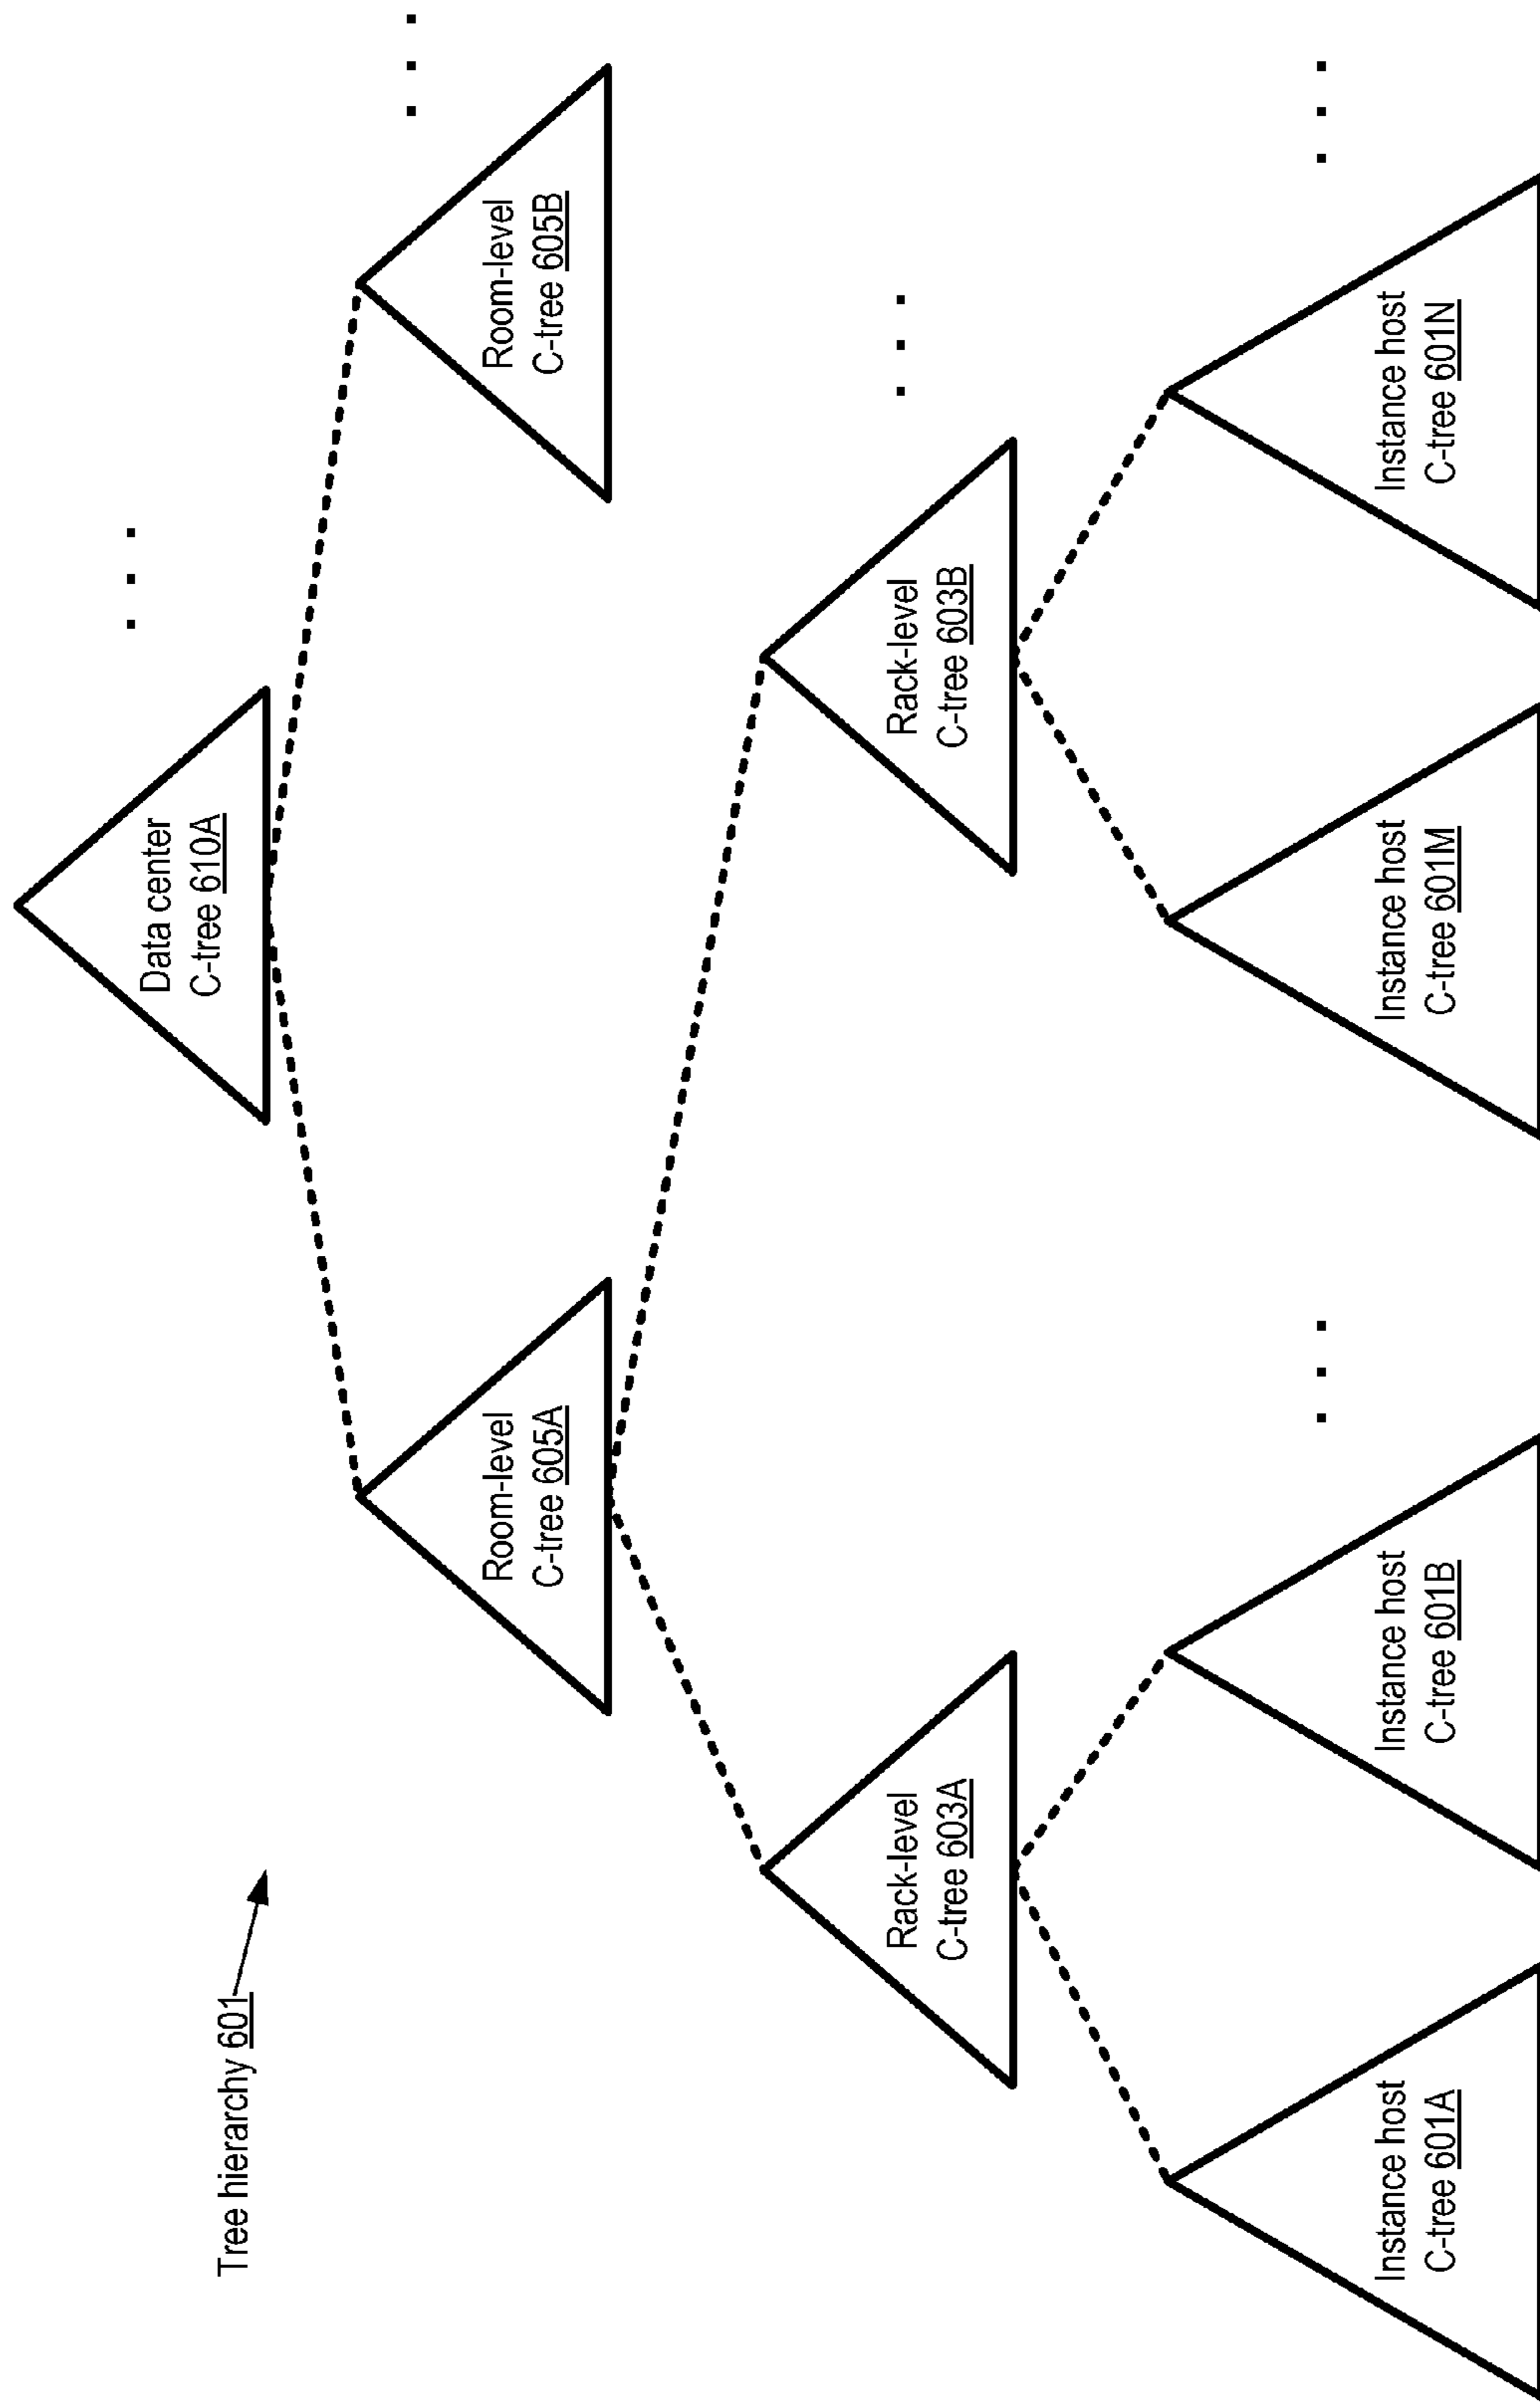 Tree hierarchy 601
Data center
C-tree 610A
Room-level
C-tree 605A
Room-level
C-tree 605B
Rack-level
C-tree 603A
Rack-level
C-tree 603B
Instance host
C-tree 601A
Instance host
C-tree 601B
Instance host
C-tree 601M
Instance host
C-tree 601N